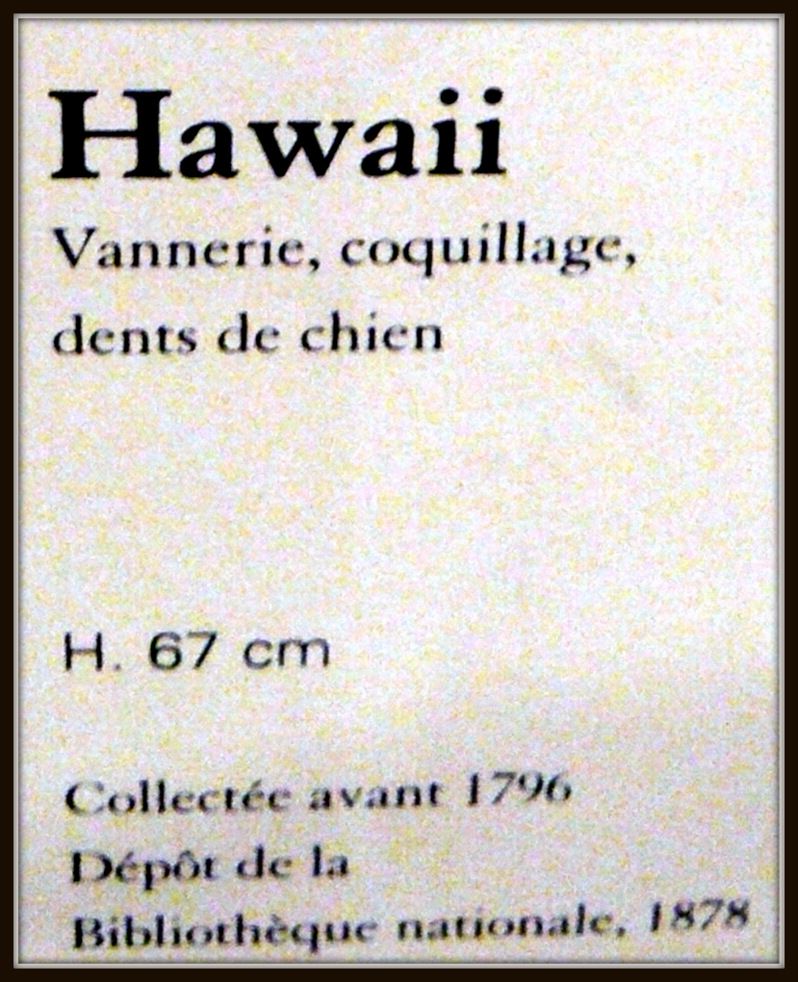 Hawaii
Vannerie, coquillage,
dents de chien
H. 67 cm
Collectée avant 1796
Dépôt de la
Bibliothèque nationale, 1878